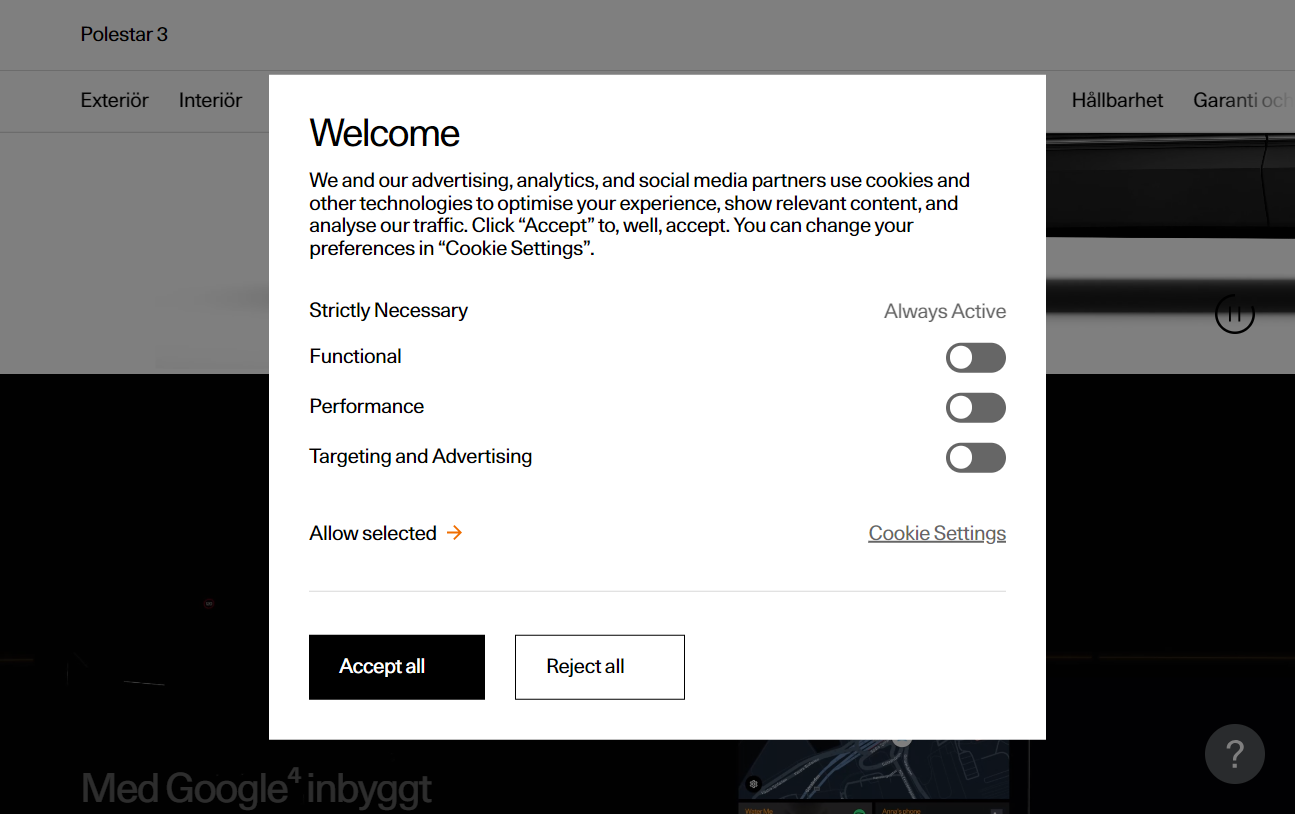 Polestar 3
Exteriör Interiör Hållbarhet Garanti och
Welcome
We and our advertising, analytics, and social media partners use cookies and
other technologies to optimise your experience, show relevant content, and
analyse our traffic. Click “Accept” to, well, accept. You can change your
preferences in “Cookie Settings”.
Strictly Necessary Always Active
Functional
Performance
Targeting and Advertising
Allow selected → Cookie Settings
Accept all Reject all
?
Med Google4 inbyggt
Anna's phone